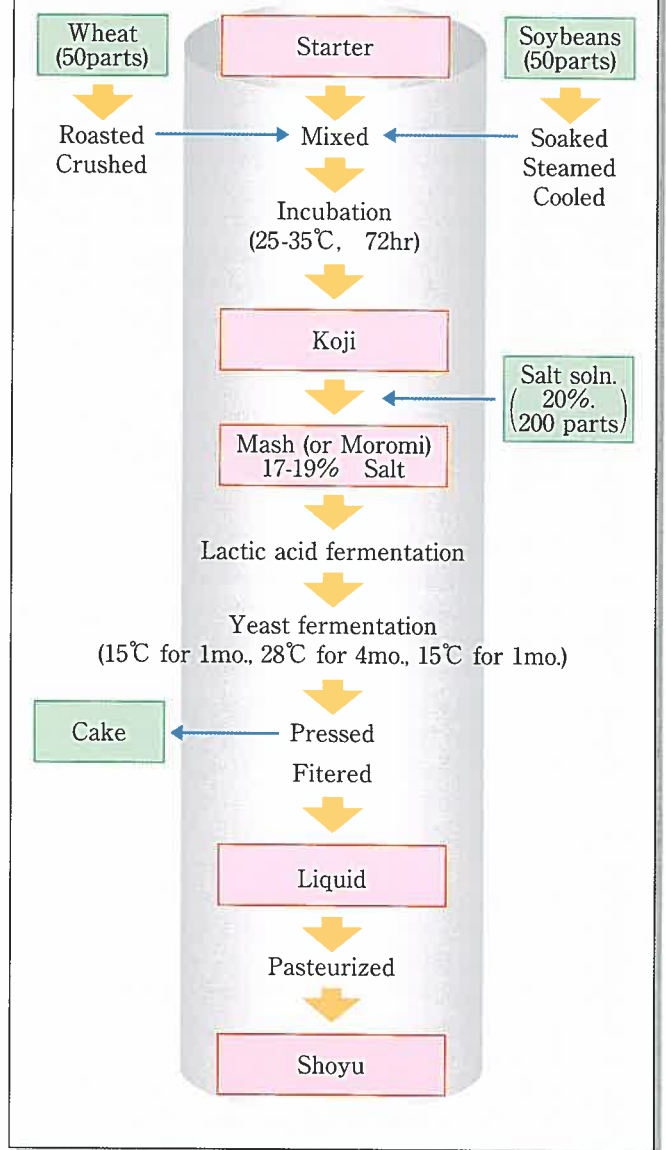 Wheat
(50parts)
Starter
Soybeans
(50parts)
Roasted
Crushed
Mixed
Soaked
Steamed
Cooled
Incubation
(25-35℃, 72hr)
Koji
Salt soln.
(20%.
200 parts)
Mash (or Moromi)
17-19% Salt
Lactic acid fermentation
Yeast fermentation
(15℃ for 1mo., 28℃ for 4mo., 15℃ for 1mo.)
Cake
Pressed
Fitered
Liquid
Pasteurized
Shoyu